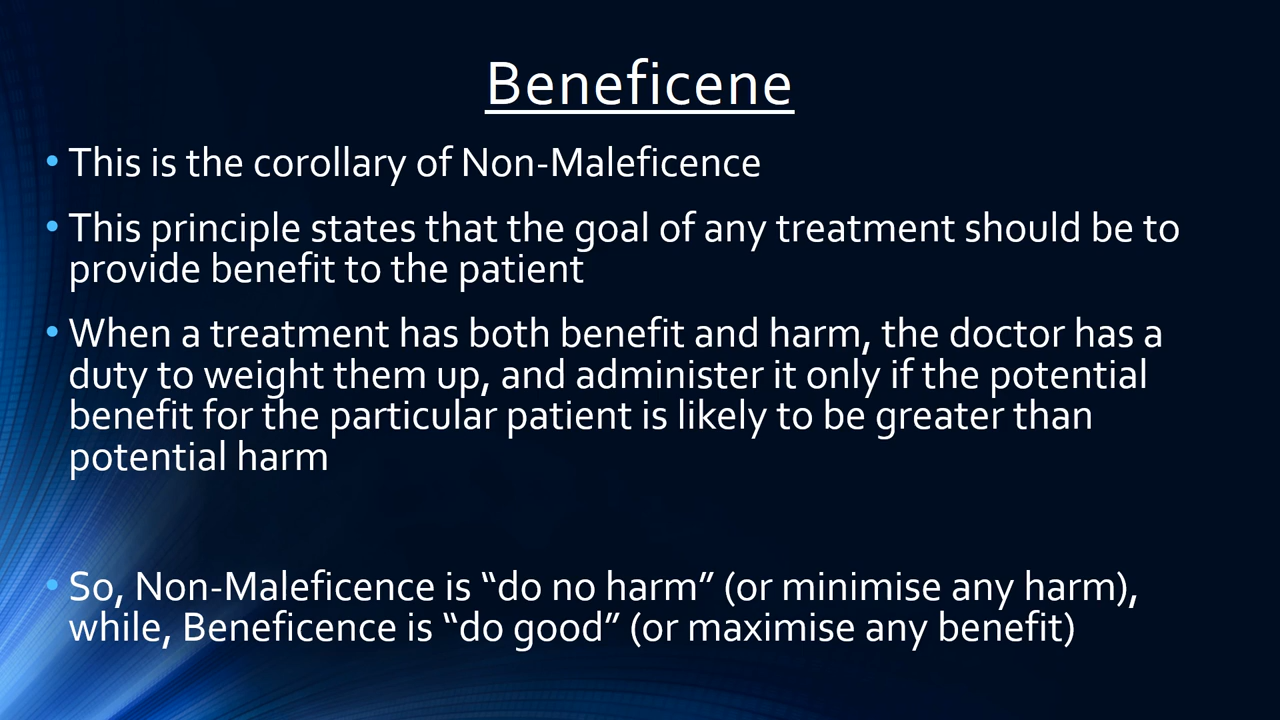 Beneficene
• This is the corollary of Non-Maleficence
• This principle states that the goal of any treatment should be to
provide benefit to the patient
• When a treatment has both benefit and harm, the doctor has a
duty to weight them up, and administer it only if the potential
benefit for the particular patient is likely to be greater than
potential harm
• So, Non-Maleficence is “do no harm” (or minimise any harm),
while, Beneficence is “do good” (or maximise any benefit)